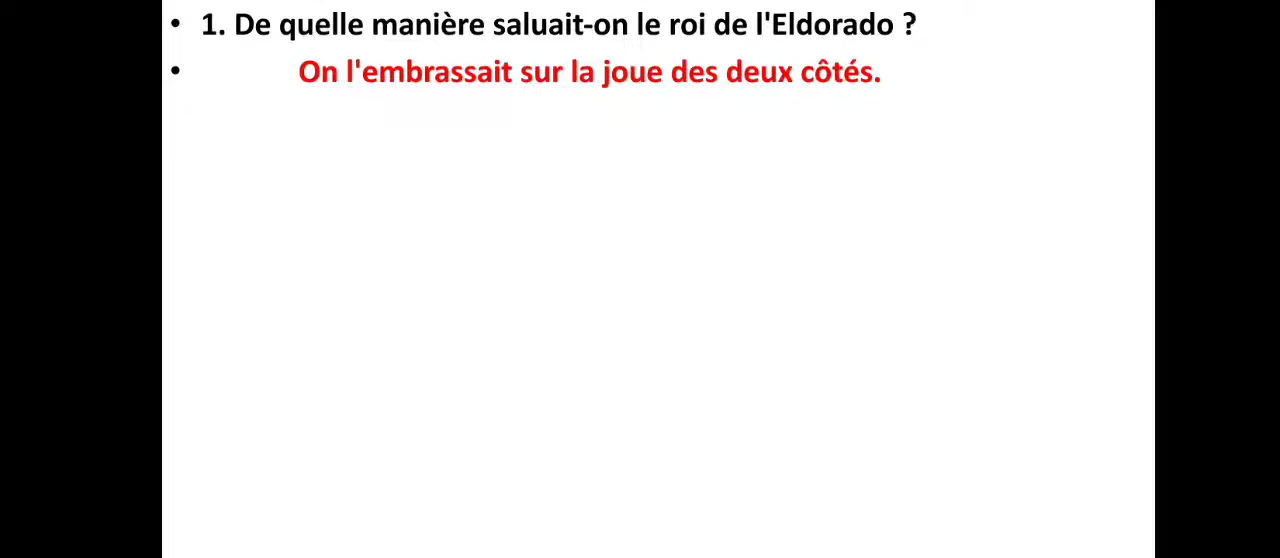 • 1. De quelle manière saluait-on le roi de l'Eldorado ?
• On l'embrassait sur la joue des deux côtés.